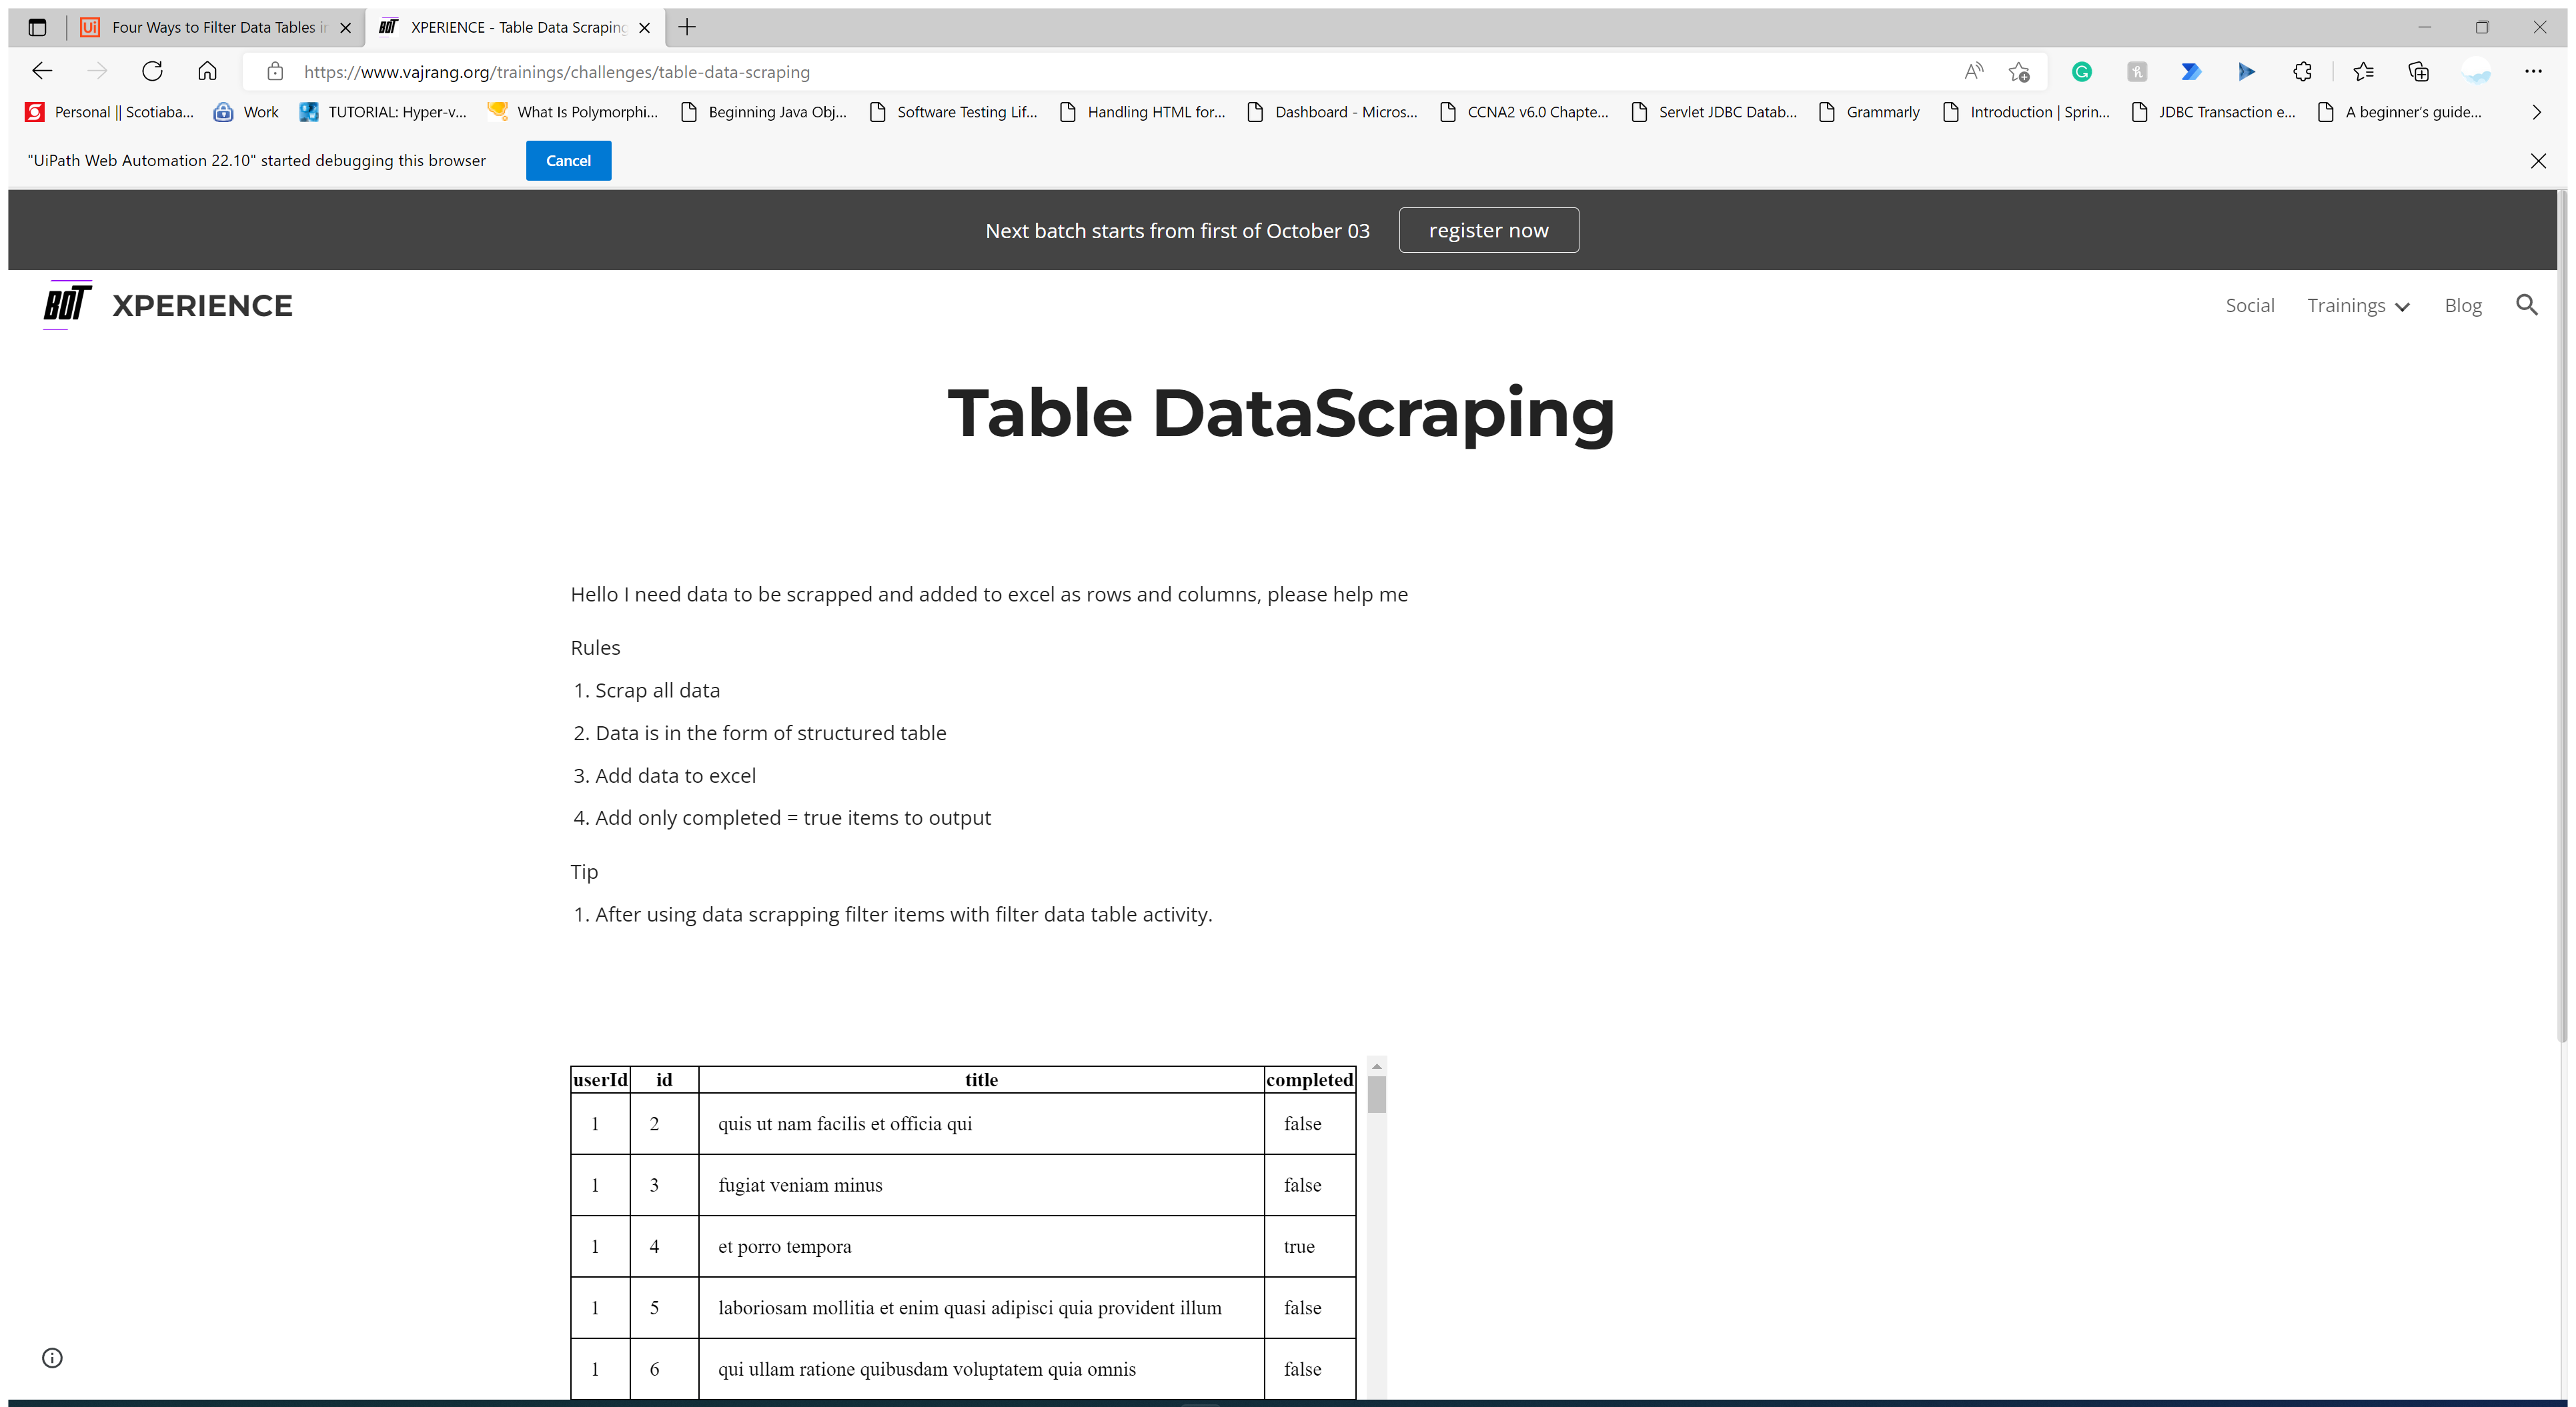 Four Ways to Filter Data Tables in
XPERIENCE - Table Data Scraping
https://www.vajrang.org/trainings/challenges/table-data-scraping
Personal || Scotiaba...
Work
TUTORIAL: Hyper-v...
What Is Polymorphi...
Beginning Java Obj...
Software Testing Lif...
Handling HTML for...
Dashboard - Micros...
CCNA2 v6.0 Chapte...
Servlet JDBC Datab...
Grammarly
Introduction | Sprin...
JDBC Transaction e...
A beginner's guide...
"UiPath Web Automation 22.10" started debugging this browser Cancel
Next batch starts from first of October 03 register now
BOT XPERIENCE Social Trainings Blog
Table DataScraping
Hello I need data to be scrapped and added to excel as rows and columns, please help me
Rules
1. Scrap all data
2. Data is in the form of structured table
3. Add data to excel
4. Add only completed = true items to output
Tip
1. After using data scrapping filter items with filter data table activity.
userId id title completed
1 2 quis ut nam facilis et officia qui false
1 3 fugiat veniam minus false
1 4 et porro tempora true
1 5 laboriosam mollitia et enim quasi adipisci quia provident illum false
1 6 qui ullam ratione quibusdam voluptatem quia omnis false